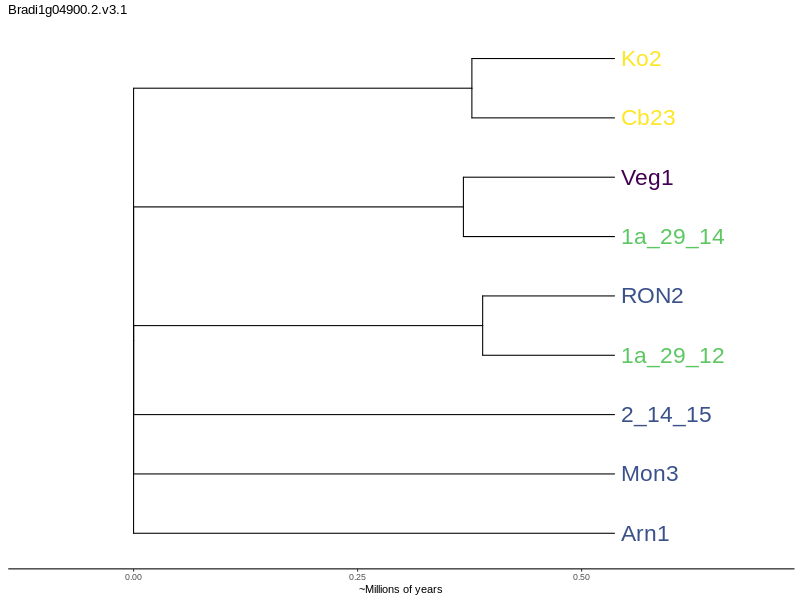 Bradi1g04900.2.v3.1
Ko2
Cb23
Veg1
1a_29_14
RON2
1a_29_12
2_14_15
Mon3
Arn1
0.00 0.25 0.50
~Millions of years